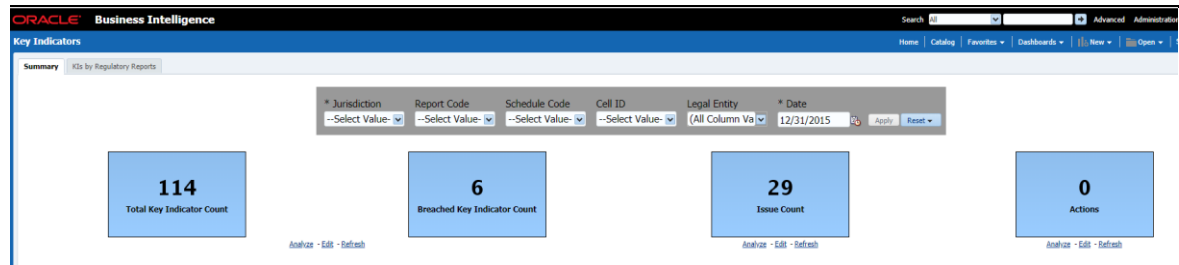 ORACLE Business Intelligence
Search All Advanced Administration
Key Indicators
Home Catalog Favorites Dashboards New Open
Summary KIs by Regulatory Reports
* Jurisdiction Report Code Schedule Code Cell ID Legal Entity * Date
--Select Value- --Select Value- --Select Value- --Select Value- (All Column Va 12/31/2015 Apply Reset
114 6 29 0
Total Key Indicator Count Breached Key Indicator Count Issue Count Actions
Analyze - Edit - Refresh Analyze - Edit - Refresh Analyze - Edit - Refresh